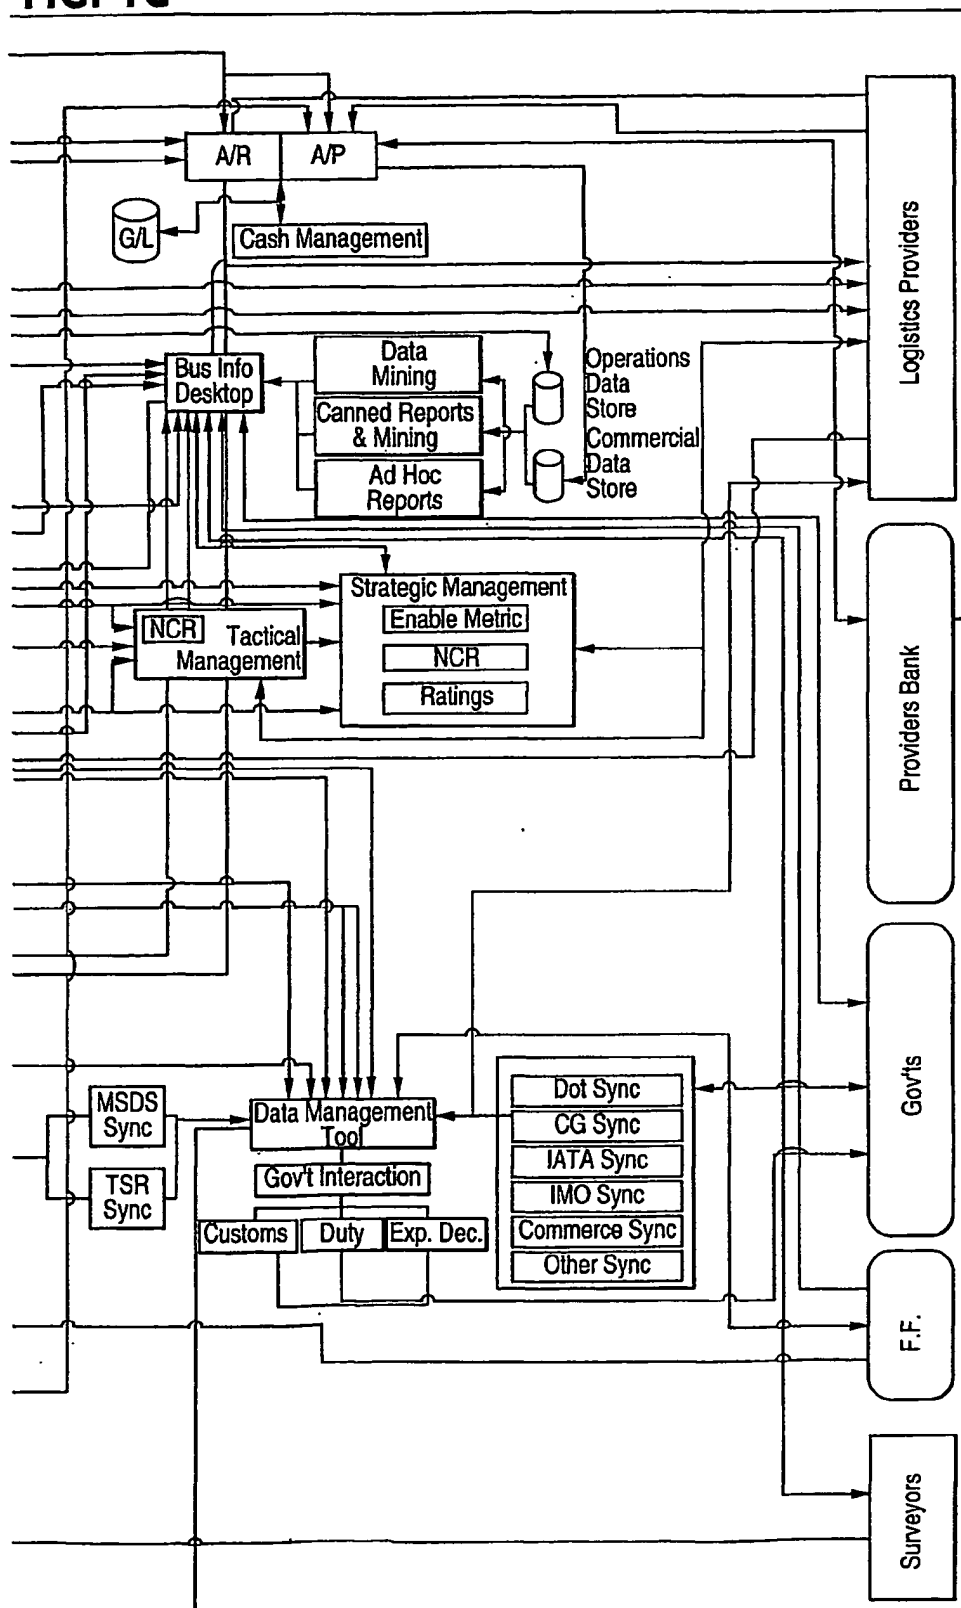 A/R
A/P
G/L
Cash Management
Logistics Providers
Bus Info
Desktop
Data
Mining
Canned Reports
& Mining
Ad Hoc
Reports
Operations
Data
Store
Commercial
Data
Store
Strategic Management
Enable Metric
NCR
Ratings
NCR
Tactical
Management
Providers Bank
Gov'ts
MSDS
Sync
TSR
Sync
Data Management
Tool
Gov't Interaction
Customs
Duty
Exp. Dec.
Dot Sync
CG Sync
IATA Sync
IMO Sync
Commerce Sync
Other Sync
F.F.
Surveyors